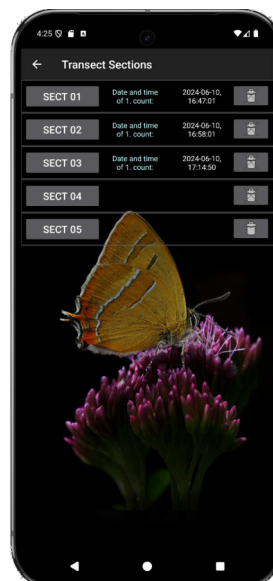 4:25
Transect Sections
SECT 01
Date and time
of 1. count:
2024-06-10,
16:47:01
SECT 02
Date and time
of 1. count:
2024-06-10,
16:58:01
SECT 03
Date and time
of 1. count:
2024-06-10,
17:14:50
SECT 04
SECT 05